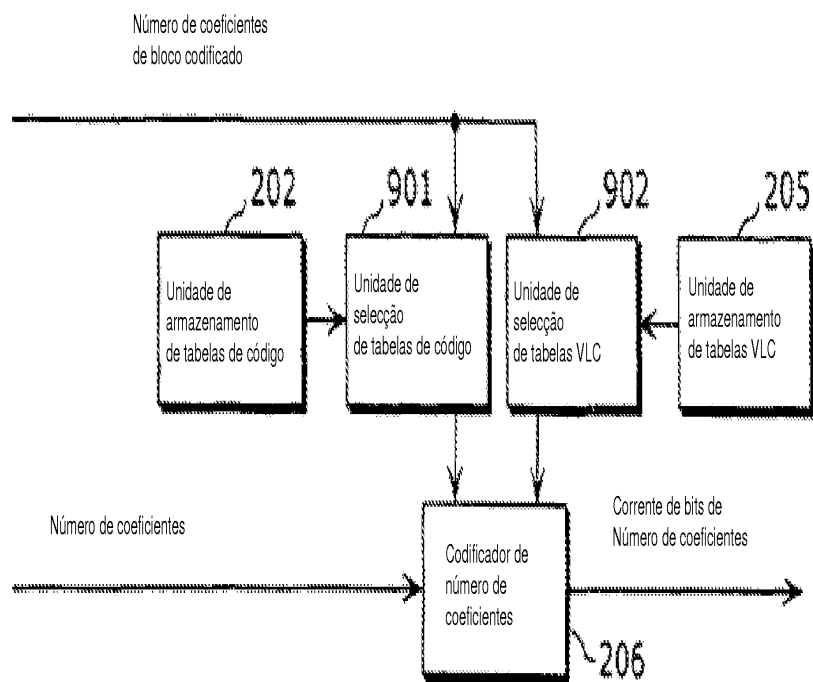 Número de coeficientes
de bloco codificado
202
901
902
205
Unidade de
armazenamento
de tabelas de código
Unidade de
selecção
de tabelas de código
Unidade de
selecção
de tabelas VLC
Unidade de
armazenamento
de tabelas VLC
Número de coeficientes
Codificador de
número de
coeficientes
Corrente de bits de
Número de coeficientes
206